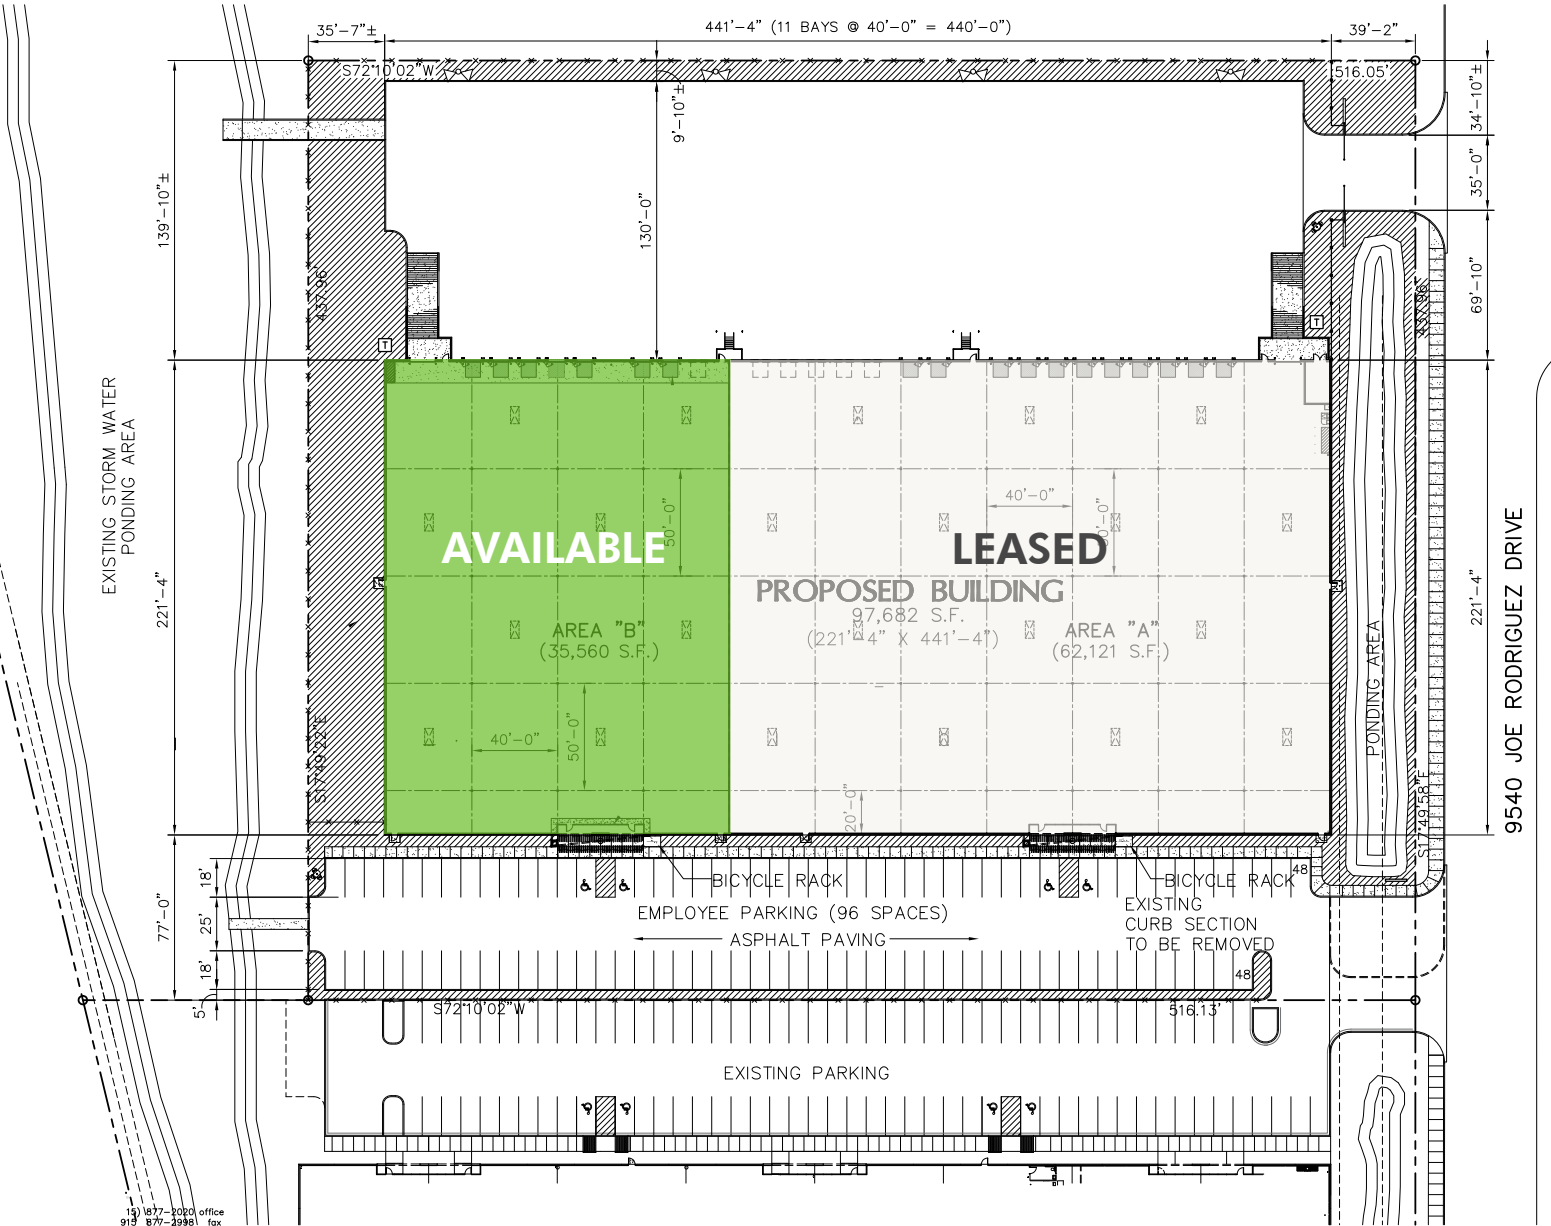 35'-7"±
441'-4" (11 BAYS @ 40'-0" = 440'-0")
39'-2"
S72°10'02"W
516.05'
9'-10"±
34'-10"±
35'-0"
139'-10"±
130'-0"
69'-10"
437.96'
437.96'
T
T
EXISTING STORM WATER
PONDING AREA
221'-4"
221'-4"
40'-0"
50'-0"
50'-0"
AVAILABLE
LEASED
PROPOSED BUILDING
97,682 S.F.
(221'-4" X 441'-4")
AREA "B"
(35,560 S.F.)
AREA "A"
(62,121 S.F.)
9540 JOE RODRIGUEZ DRIVE
PONDING AREA
40'-0"
50'-0"
20'-0"
S17°49'22"E
S17°49'58"E
18'
77'-0"
25'
18'
5'
BICYCLE RACK
BICYCLE RACK
48
EMPLOYEE PARKING (96 SPACES)
ASPHALT PAVING
EXISTING
CURB SECTION
TO BE REMOVED
48
S72°10'02"W
516.13'
EXISTING PARKING
15) 877-2020 office
915 877-2998 fax